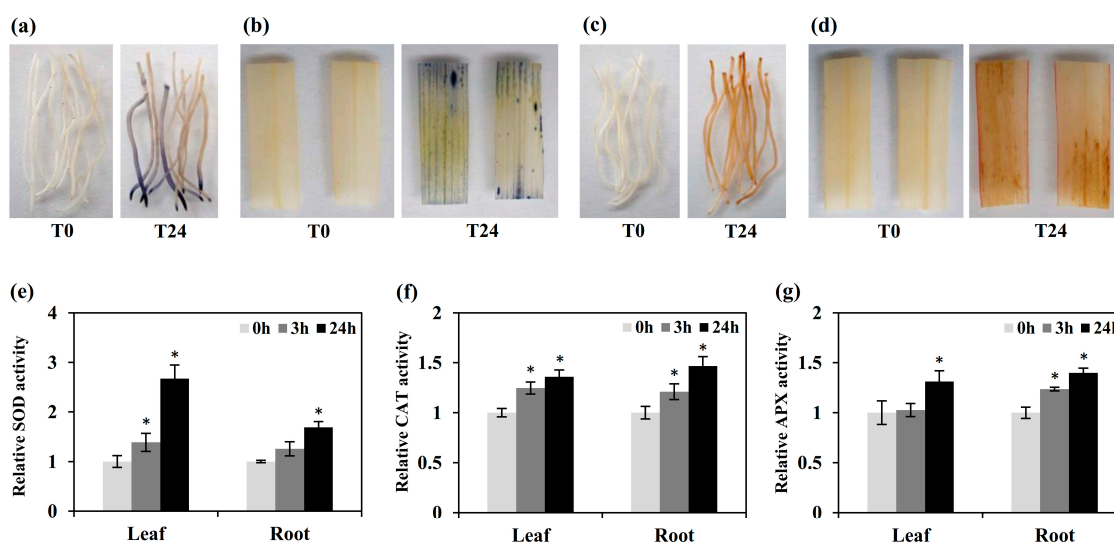 (a) (b) (c) (d)
T0 T24 T0 T24 T0 T24 T0 T24
(e) (f) (g)
Relative SOD activity
4
3
2
1
0
0h 3h 24h
* * *
Leaf Root
Relative CAT activity
2
1.5
1
0.5
0
0h 3h 24h
* * * *
Leaf Root
Relative APX activity
2
1.5
1
0.5
0
0h 3h 24h
* * *
Leaf Root